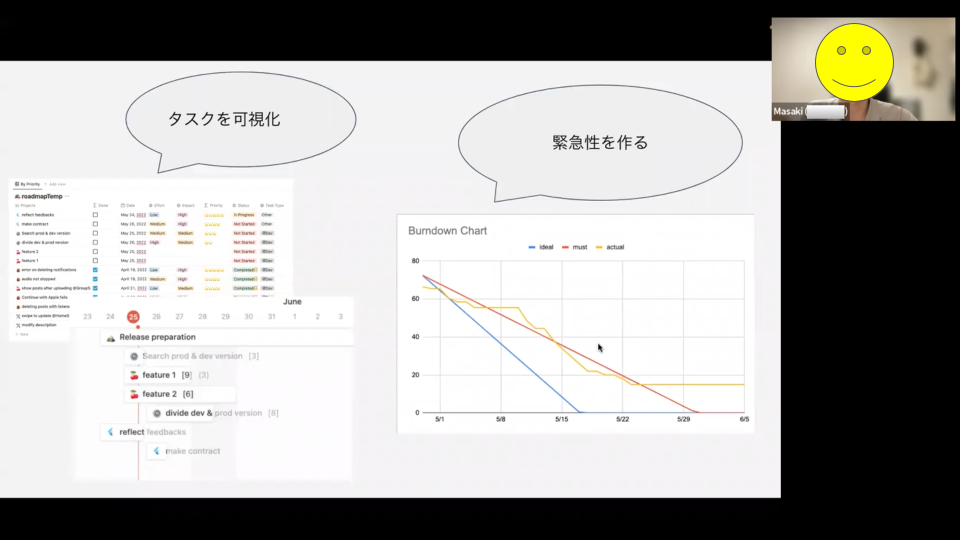 タスクを可視化
緊急性を作る
Masaki (
By Priority + Add view
roadmapTemp
Projects Done Date Effort Impact Priority Status Task Type
reflect feedbacks May 24, 2022 Low High In Progress Other
make contract May 26, 2022 Medium High Not Started Other
Search prod & dev version May 25, 2022 Medium Medium Not Started Dev
divide dev & prod version May 26, 2022 High Medium Not Started Dev
feature 2 May 25, 2022 Not Started Dev
feature 1 May 25, 2022 Not Started Dev
error on deleting notifications April 19, 2022 Low High Completed Dev
audio not stopped April 19, 2022 Medium High Completed Dev
show posts after uploading @GroupS April 21, 2022 Low High Completed Dev
Continue with Apple fails
deleting posts with listens
swipe to update @HomeS
modify description
+ New
June
23 24 25 26 27 28 29 30 31 1 2 3
Release preparation
Search prod & dev version [3]
feature 1 [9] (3)
feature 2 [6]
divide dev & prod version [8]
reflect feedbacks
make contract
Burndown Chart
ideal must actual
80
60
40
20
0
5/1 5/8 5/15 5/22 5/29 6/5